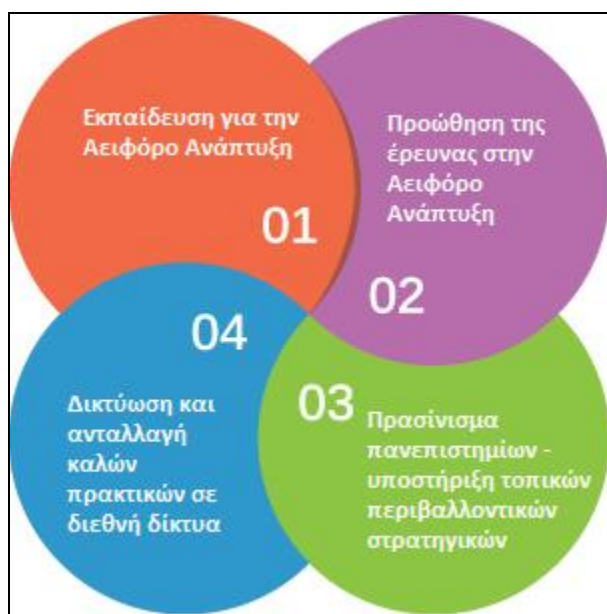 Εκπαίδευση για την
Αειφόρο Ανάπτυξη
01
Προώθηση της
έρευνας στην
Αειφόρο
Ανάπτυξη
02
03
Πρασίνισμα
πανεπιστημίων -
υποστήριξη τοπικών
περιβαλλοντικών
στρατηγικών
04
Δικτύωση και
ανταλλαγή
καλών
πρακτικών σε
διεθνή δίκτυα